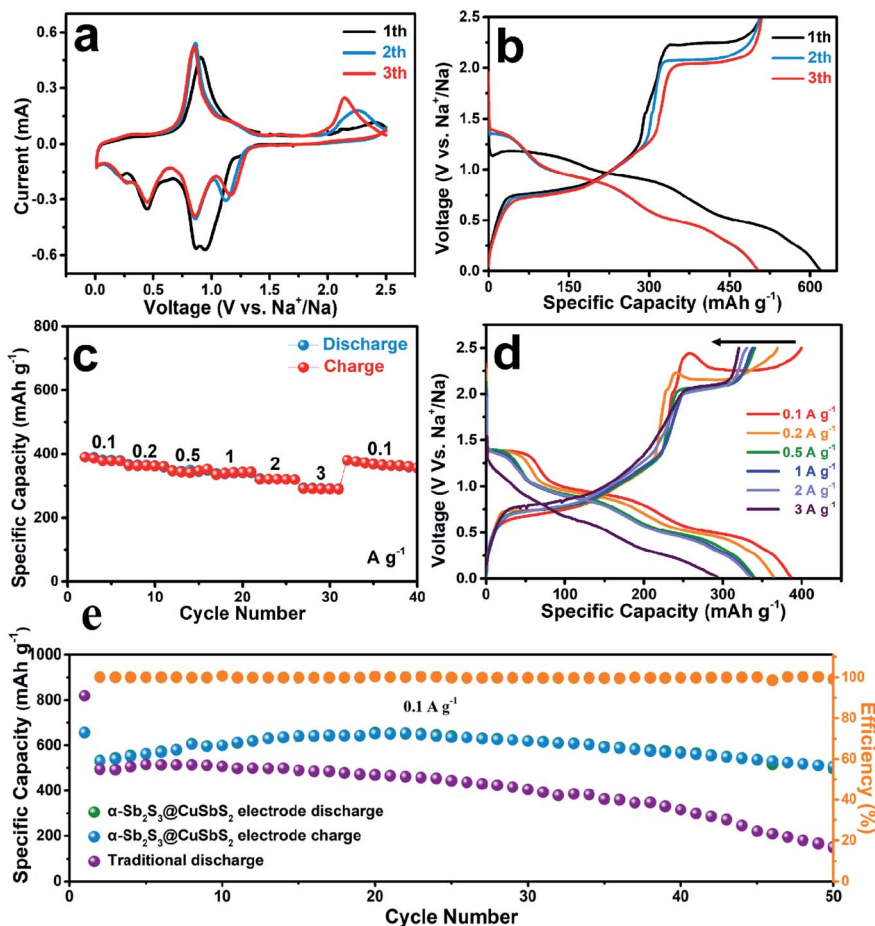 a
1th
2th
3th
Current (mA)
0.6
0.3
0.0
-0.3
-0.6
0.0 0.5 1.0 1.5 2.0 2.5
Voltage (V vs. Na⁺/Na)
b
1th
2th
3th
Voltage (V vs. Na⁺/Na)
2.5
2.0
1.5
1.0
0.5
0.0
0 150 300 450 600
Specific Capacity (mAh g⁻¹)
c
Discharge
Charge
Specific Capacity (mAh g⁻¹)
800
600
400
200
0
0.1 0.2 0.5 1 2 3 0.1
A g⁻¹
0 10 20 30 40
Cycle Number
d
0.1 A g⁻¹
0.2 A g⁻¹
0.5 A g⁻¹
1 A g⁻¹
2 A g⁻¹
3 A g⁻¹
Voltage (V Vs. Na⁺/Na)
2.5
2.0
1.5
1.0
0.5
0.0
0 100 200 300 400
Specific Capacity (mAh g⁻¹)
e
Specific Capacity (mAh g⁻¹)
1000
800
600
400
200
0
0.1 A g⁻¹
α-Sb₂S₃@CuSbS₂ electrode discharge
α-Sb₂S₃@CuSbS₂ electrode charge
Traditional discharge
100
80
60
40
20
0
Efficiency (%)
0 10 20 30 40 50
Cycle Number